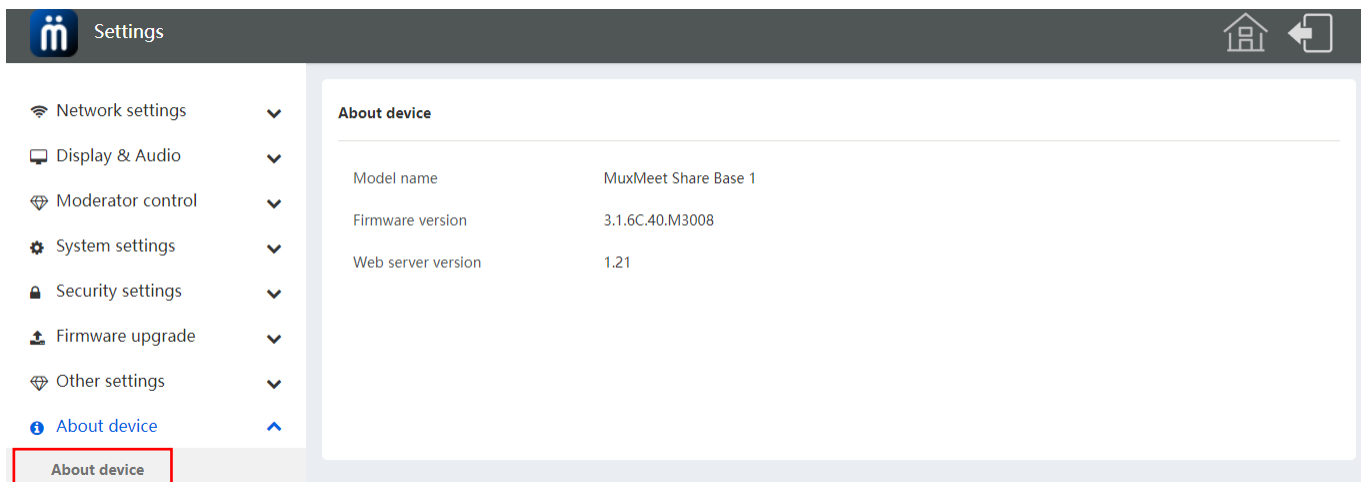 Settings
Network settings
Display & Audio
Moderator control
System settings
Security settings
Firmware upgrade
Other settings
About device
About device
About device
Model name MuxMeet Share Base 1
Firmware version 3.1.6C.40.M3008
Web server version 1.21